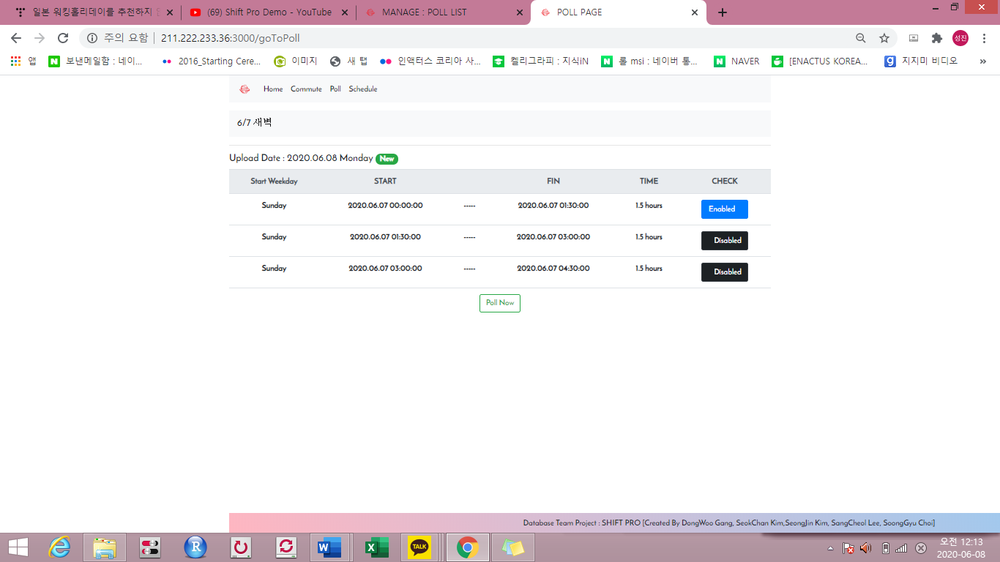 일본 워킹홀리데이를 추천하지
(69) Shift Pro Demo - YouTube
MANAGE : POLL LIST
POLL PAGE
주의 요함 | 211.222.233.36:3000/goToPoll
성진
앱
보낸메일함 : 네이...
2016_Starting Cere...
이미지
새 탭
인액터스 코리아 사...
켈리그라피 : 지식iN
롤 msi : 네이버 통...
NAVER
[ENACTUS KOREA...
지지미 비디오
»
Home Commute Poll Schedule
6/7 새벽
Upload Date : 2020.06.08 Monday New
Start Weekday START FIN TIME CHECK
Sunday 2020.06.07 00:00:00 ----- 2020.06.07 01:30:00 1.5 hours Enabled
Sunday 2020.06.07 01:30:00 ----- 2020.06.07 03:00:00 1.5 hours Disabled
Sunday 2020.06.07 03:00:00 ----- 2020.06.07 04:30:00 1.5 hours Disabled
Poll Now
Database Team Project : SHIFT PRO [Created By DongWoo Gang, SeokChan Kim,SeongJin Kim, SangCheol Lee, SoongGyu Choi]
TALK
오전 12:13
2020-06-08